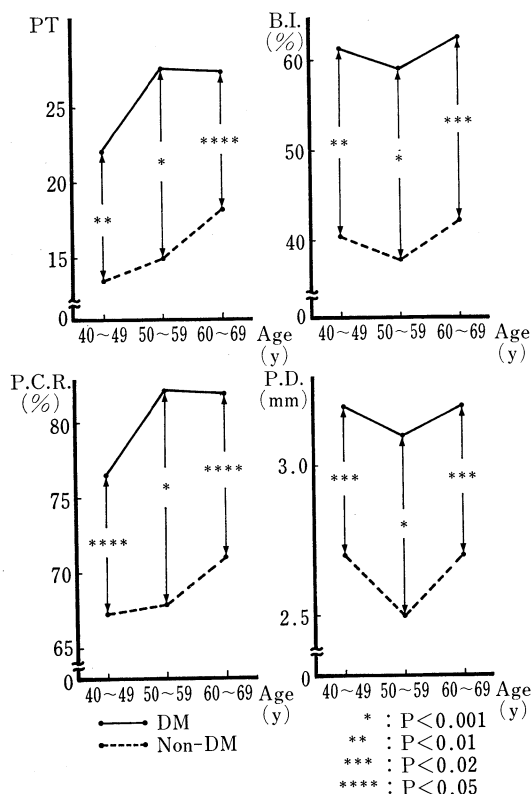 PT
25
20
15
0
**
*
****
40~49 50~59 60~69 Age
(y)
B.I.
(%)
60
50
40
0
**
*
***
40~49 50~59 60~69 Age
(y)
P.C.R.
(%)
80
75
70
65
0
****
*
****
40~49 50~59 60~69 Age
(y)
P.D.
(mm)
3.0
2.5
0
***
*
***
40~49 50~59 60~69 Age
(y)
DM
Non-DM
* : P<0.001
** : P<0.01
*** : P<0.02
**** : P<0.05